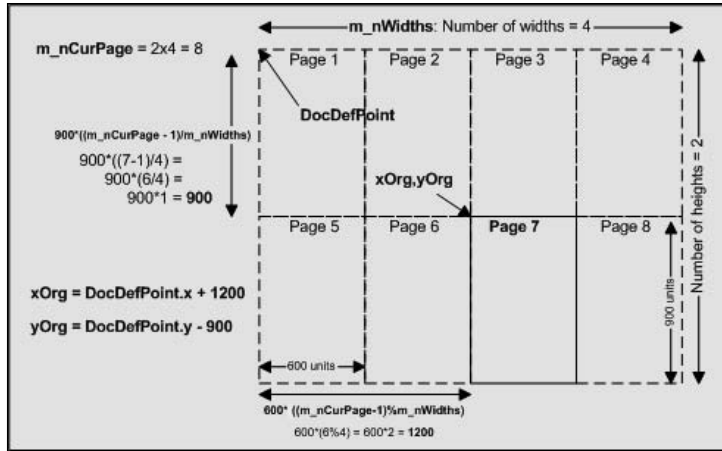 m_nWidths: Number of widths = 4
m_nCurPage = 2x4 = 8
Page 1
Page 2
Page 3
Page 4
DocDefPoint
900*((m_nCurPage - 1)/m_nWidths)
900*((7-1)/4) =
900*(6/4) =
900*1 = 900
xOrg,yOrg
Number of heights = 2
Page 5
Page 6
Page 7
Page 8
xOrg = DocDefPoint.x + 1200
yOrg = DocDefPoint.y - 900
900 units
600 units
600* ((m_nCurPage-1)%m_nWidths)
600*(6%4) = 600*2 = 1200